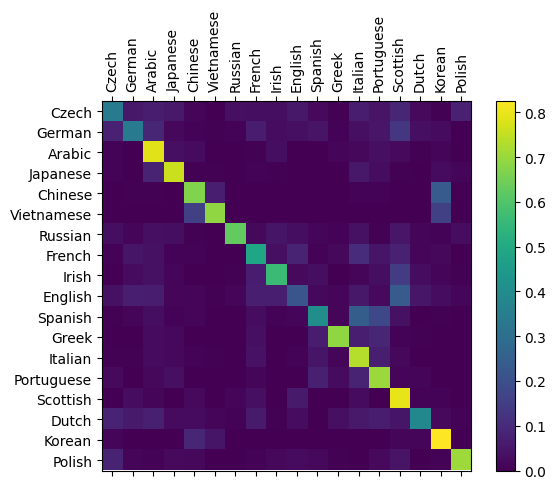 Czech German Arabic Japanese Chinese Vietnamese Russian French Irish English Spanish Greek Italian Portuguese Scottish Dutch Korean Polish
Czech
German
Arabic
Japanese
Chinese
Vietnamese
Russian
French
Irish
English
Spanish
Greek
Italian
Portuguese
Scottish
Dutch
Korean
Polish
0.8
0.7
0.6
0.5
0.4
0.3
0.2
0.1
0.0